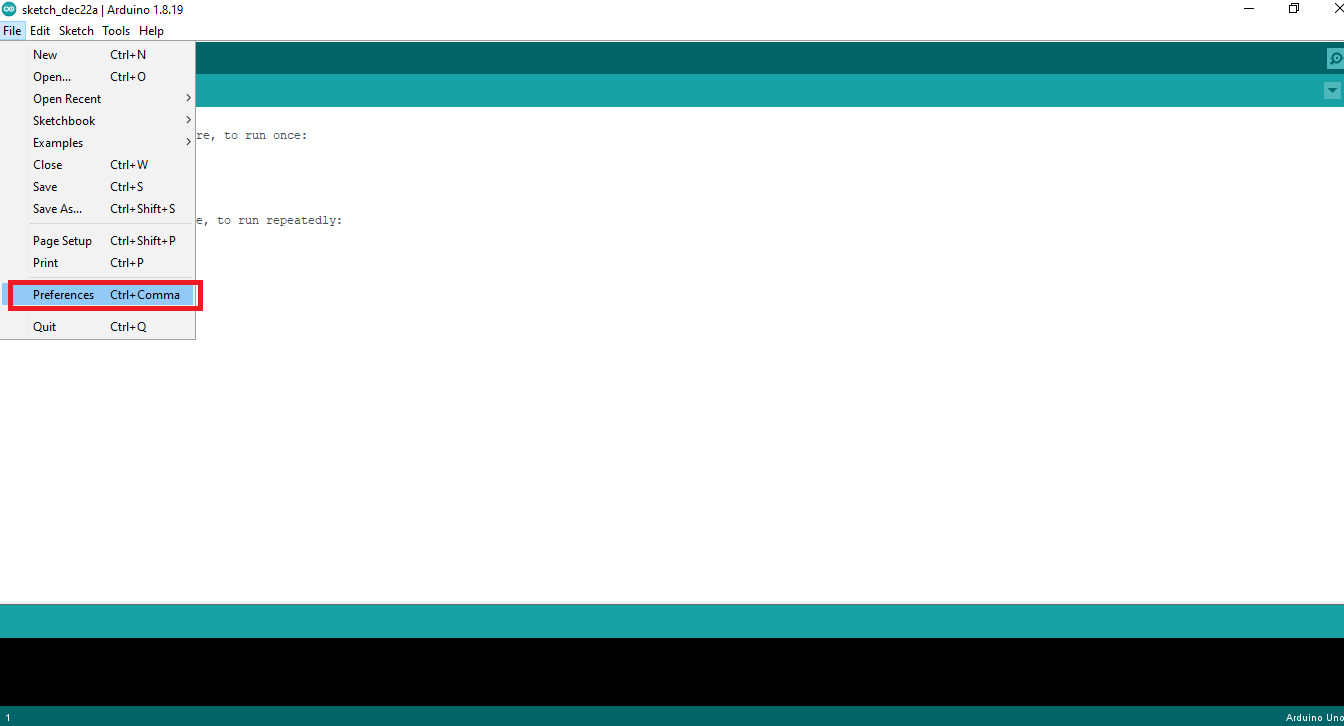 sketch_dec22a | Arduino 1.8.19
File Edit Sketch Tools Help
New Ctrl+N
Open... Ctrl+O
Open Recent
Sketchbook
re, to run once:
Examples
Close Ctrl+W
Save Ctrl+S
Save As... Ctrl+Shift+S
e, to run repeatedly:
Page Setup Ctrl+Shift+P
Print Ctrl+P
Preferences Ctrl+Comma
Quit Ctrl+Q
1 Arduino Uno